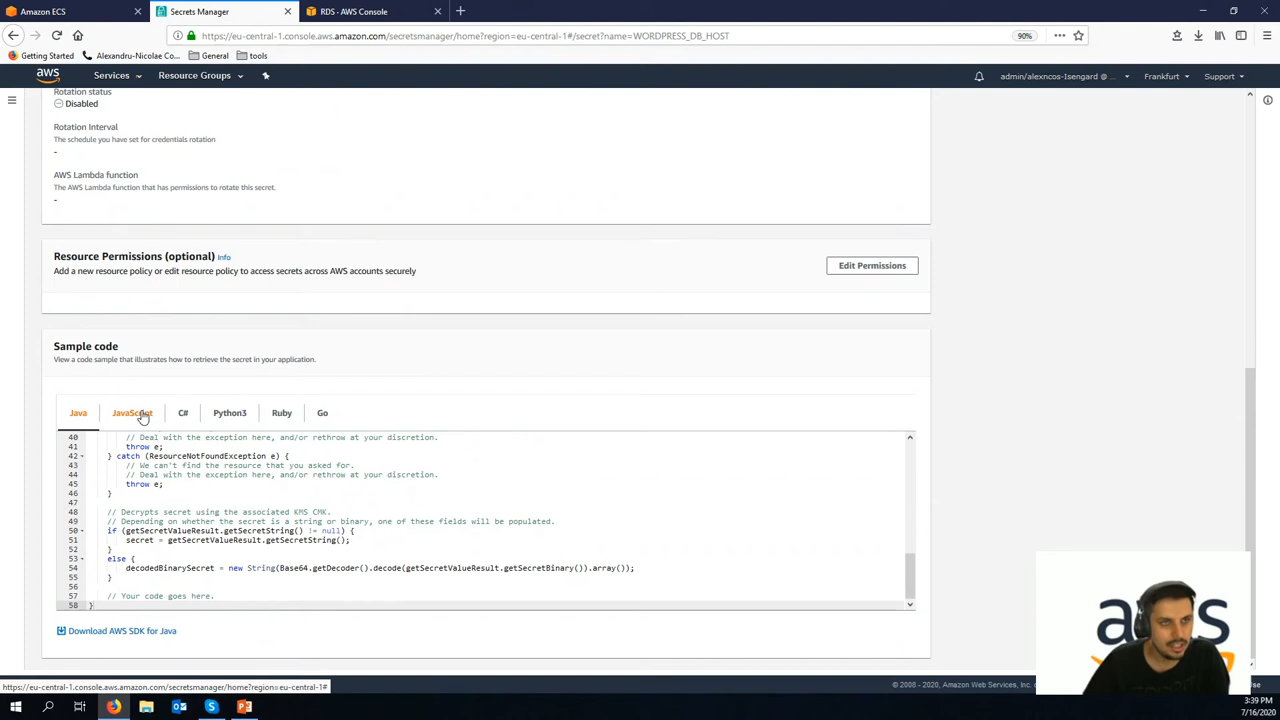 Amazon ECS
Secrets Manager
RDS - AWS Console
https://eu-central-1.console.aws.amazon.com/secretsmanager/home?region=eu-central-1#/secret?name=WORDPRESS_DB_HOST
90%
Getting Started
Alexandru-Nicolae Co...
General
tools
aws
Services
Resource Groups
admin/alexncos-Isengard @ ...
Frankfurt
Support
Rotation status
Disabled
Rotation Interval
The schedule you have set for credentials rotation
-
AWS Lambda function
The AWS Lambda function that has permissions to rotate this secret.
-
Resource Permissions (optional) Info
Add a new resource policy or edit resource policy to access secrets across AWS accounts securely
Edit Permissions
Sample code
View a code sample that illustrates how to retrieve the secret in your application.
Java
JavaScript
C#
Python3
Ruby
Go
40 // Deal with the exception here, and/or rethrow at your discretion.
41 throw e;
42 } catch (ResourceNotFoundException e) {
43 // We can't find the resource that you asked for.
44 // Deal with the exception here, and/or rethrow at your discretion.
45 throw e;
46 }
47
48 // Decrypts secret using the associated KMS CMK.
49 // Depending on whether the secret is a string or binary, one of these fields will be populated.
50 if (getSecretValueResult.getSecretString() != null) {
51 secret = getSecretValueResult.getSecretString();
52 }
53 else {
54 decodedBinarySecret = new String(Base64.getDecoder().decode(getSecretValueResult.getSecretBinary()).array());
55 }
56
57 // Your code goes here.
58 }
Download AWS SDK for Java
aws
https://eu-central-1.console.aws.amazon.com/secretsmanager/home?region=eu-central-1#
© 2008 - 2020, Amazon Web Services, Inc.
3:39 PM
7/16/2020